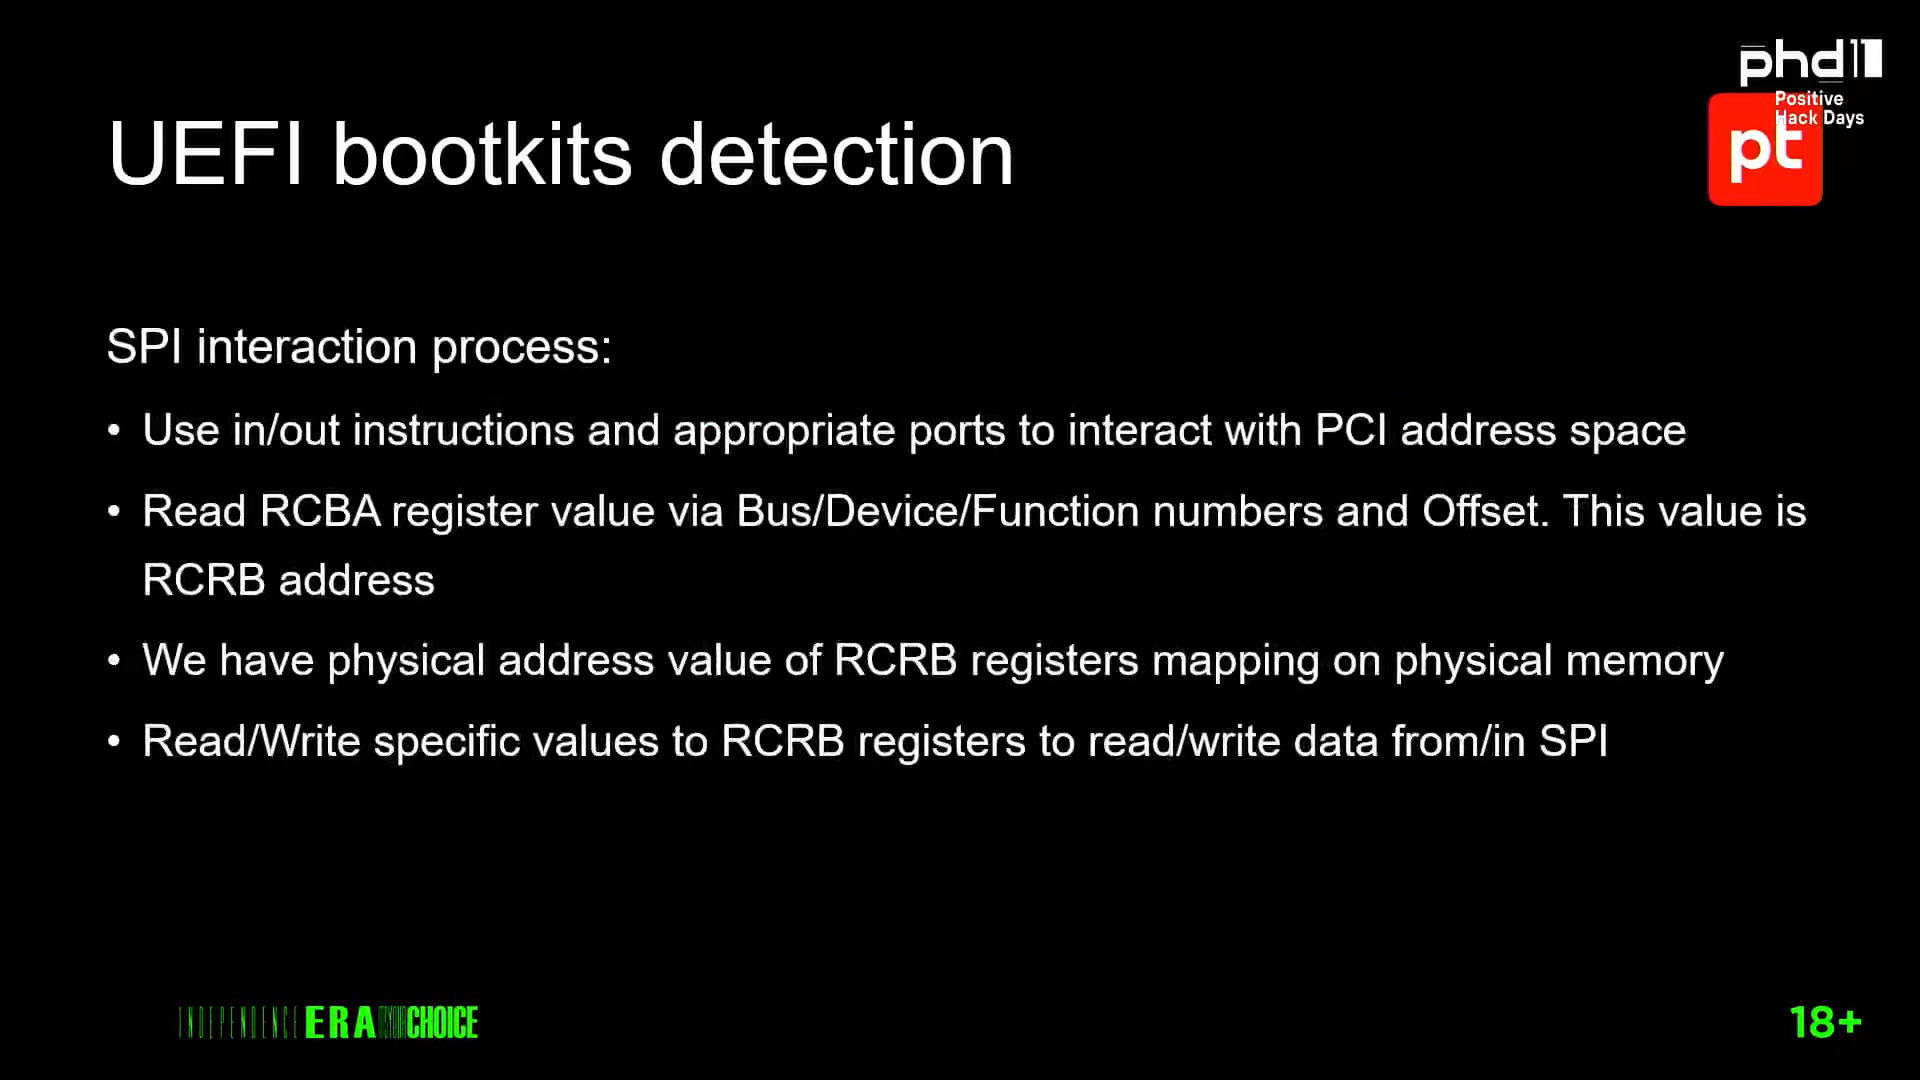 phd11
Positive
Hack Days
pt
UEFI bootkits detection
SPI interaction process:
• Use in/out instructions and appropriate ports to interact with PCI address space
• Read RCBA register value via Bus/Device/Function numbers and Offset. This value is
RCRB address
• We have physical address value of RCRB registers mapping on physical memory
• Read/Write specific values to RCRB registers to read/write data from/in SPI
INDEPENDENCE ERA CHOICE
18+